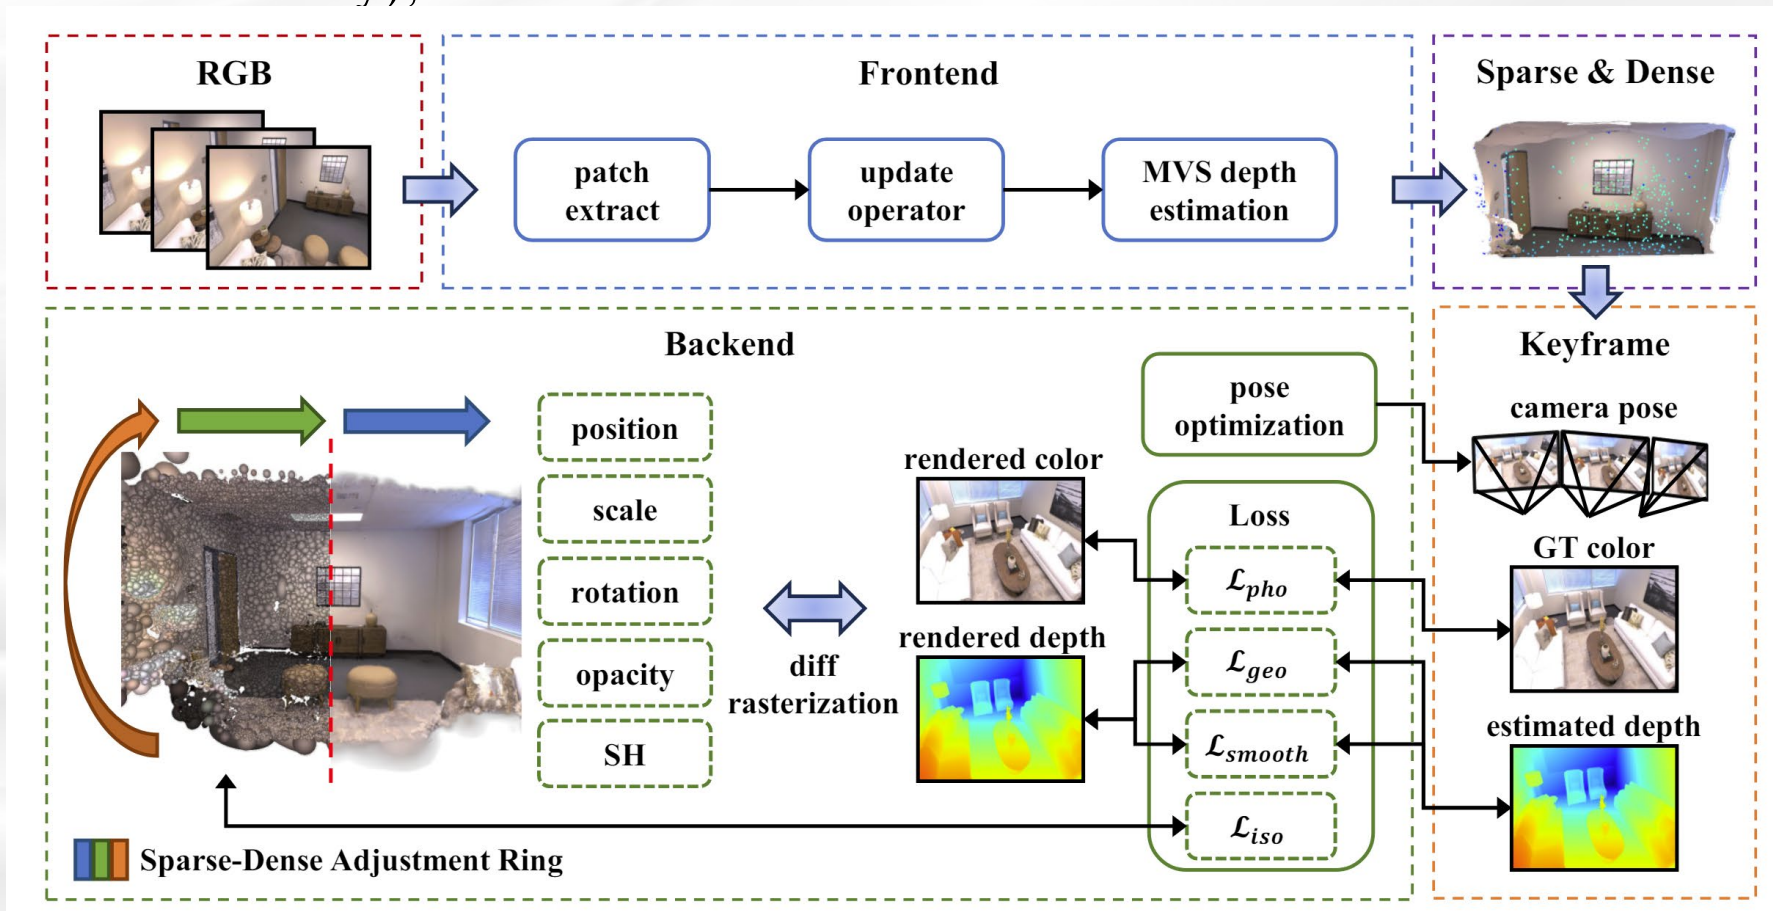 RGB
Frontend
Sparse & Dense
patch
extract
update
operator
MVS depth
estimation
Backend
Keyframe
position
scale
rotation
opacity
SH
diff
rasterization
rendered color
rendered depth
pose
optimization
Loss
ℒpho
ℒgeo
ℒsmooth
ℒiso
camera pose
GT color
estimated depth
Sparse-Dense Adjustment Ring